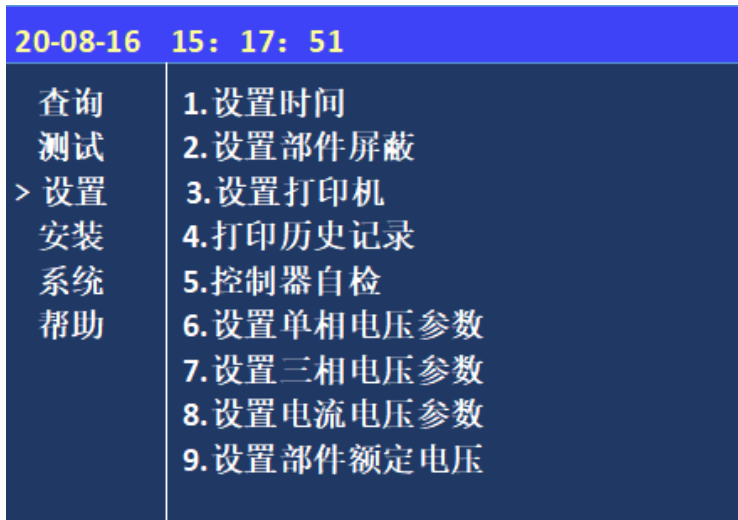 20-08-16 15：17：51
查询
测试
> 设置
安装
系统
帮助
1.设置时间
2.设置部件屏蔽
3.设置打印机
4.打印历史记录
5.控制器自检
6.设置单相电压参数
7.设置三相电压参数
8.设置电流电压参数
9.设置部件额定电压